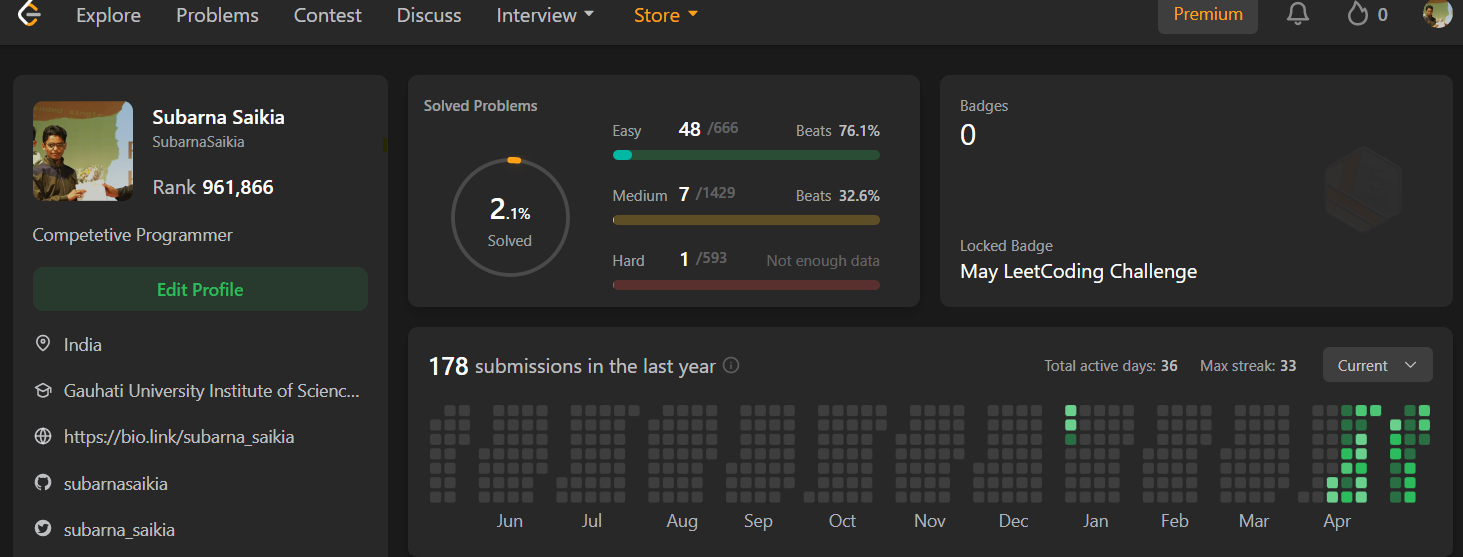 Explore Problems Contest Discuss Interview Store Premium 0
Subarna Saikia
SubarnaSaikia
Rank 961,866
Competetive Programmer
Edit Profile
India
Gauhati University Institute of Scienc...
https://bio.link/subarna_saikia
subarnasaikia
subarna_saikia
Solved Problems
2.1%
Solved
Easy 48 /666 Beats 76.1%
Medium 7 /1429 Beats 32.6%
Hard 1 /593 Not enough data
Badges
0
Locked Badge
May LeetCoding Challenge
178 submissions in the last year Total active days: 36 Max streak: 33 Current
Jun Jul Aug Sep Oct Nov Dec Jan Feb Mar Apr